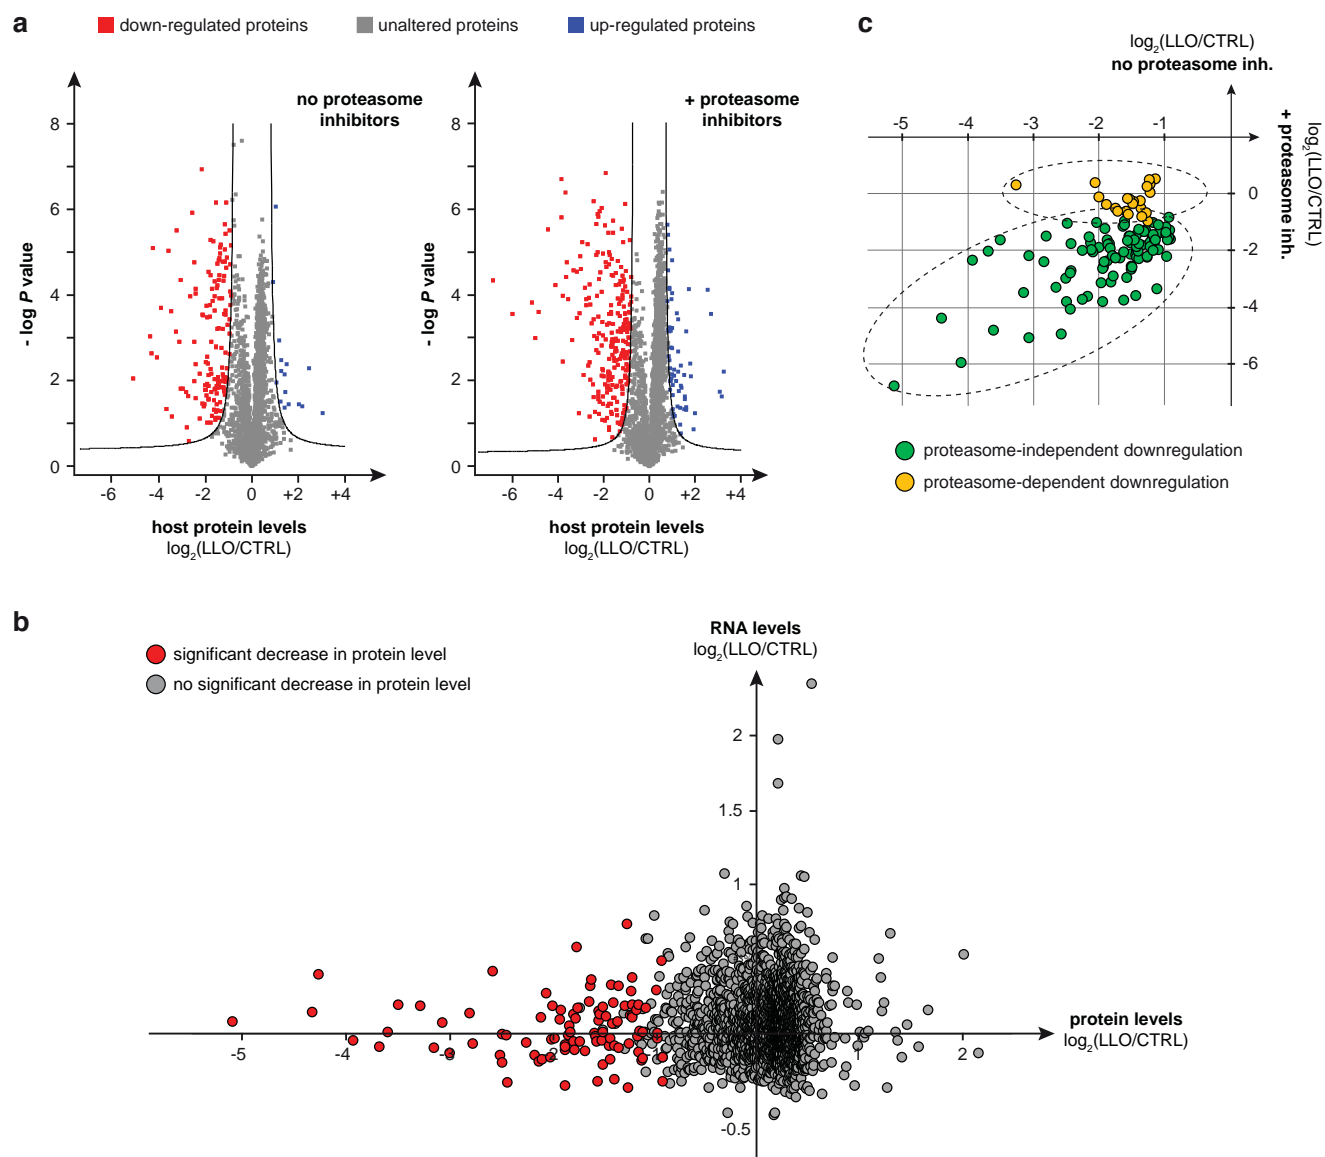 a
down-regulated proteins
unaltered proteins
up-regulated proteins
no proteasome
inhibitors
- log P value
8
6
4
2
0
-6 -4 -2 0 +2 +4
host protein levels
log2(LLO/CTRL)
+ proteasome
inhibitors
- log P value
8
6
4
2
0
-6 -4 -2 0 +2 +4
host protein levels
log2(LLO/CTRL)
c
log2(LLO/CTRL)
no proteasome inh.
-5 -4 -3 -2 -1
log2(LLO/CTRL)
+ proteasome inh.
0
-2
-4
-6
proteasome-independent downregulation
proteasome-dependent downregulation
b
significant decrease in protein level
no significant decrease in protein level
RNA levels
log2(LLO/CTRL)
2
1.5
1
-0.5
-5 -4 -3 1 2
protein levels
log2(LLO/CTRL)